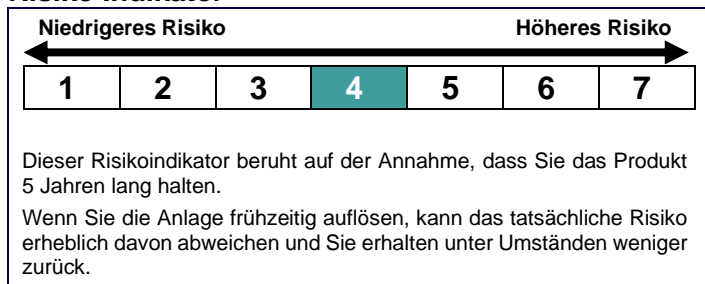 Niedrigeres Risiko Höheres Risiko
1 2 3 4 5 6 7
Dieser Risikoindikator beruht auf der Annahme, dass Sie das Produkt
5 Jahren lang halten.
Wenn Sie die Anlage frühzeitig auflösen, kann das tatsächliche Risiko
erheblich davon abweichen und Sie erhalten unter Umständen weniger
zurück.